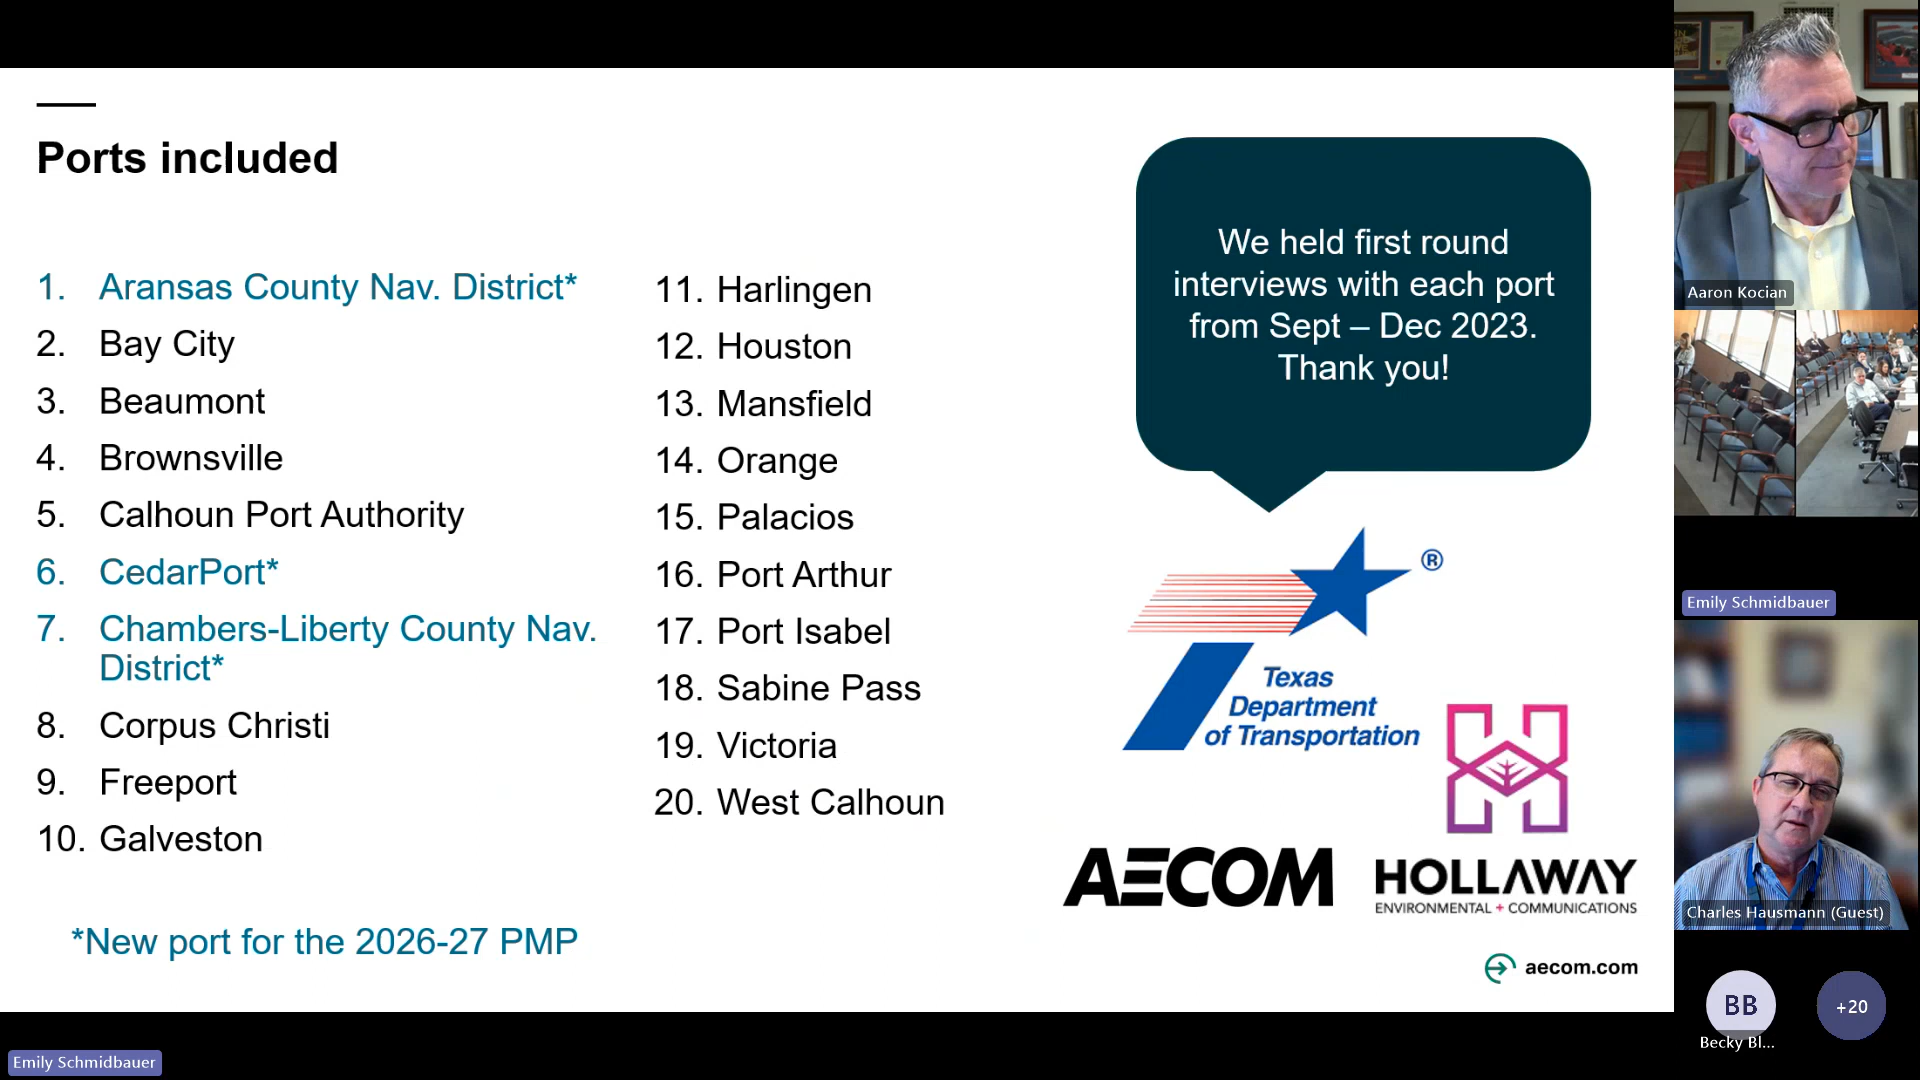 Ports included
1. Aransas County Nav. District*
2. Bay City
3. Beaumont
4. Brownsville
5. Calhoun Port Authority
6. CedarPort*
7. Chambers-Liberty County Nav.
District*
8. Corpus Christi
9. Freeport
10. Galveston
11. Harlingen
12. Houston
13. Mansfield
14. Orange
15. Palacios
16. Port Arthur
17. Port Isabel
18. Sabine Pass
19. Victoria
20. West Calhoun
*New port for the 2026-27 PMP
We held first round
interviews with each port
from Sept – Dec 2023.
Thank you!
®
Texas
Department
of Transportation
AECOM
HOLLAWAY
ENVIRONMENTAL + COMMUNICATIONS
aecom.com
Aaron Kocian
Emily Schmidbauer
Charles Hausmann (Guest)
BB
Becky Bl...
+20
Emily Schmidbauer